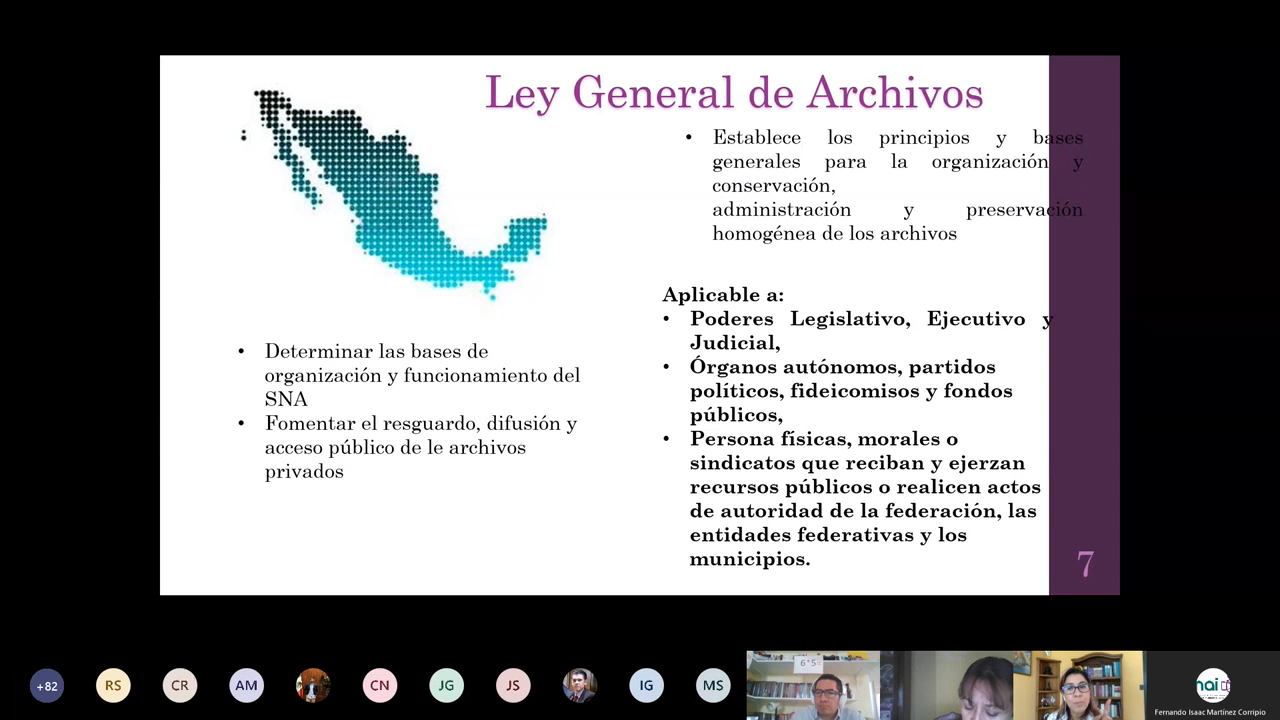 Ley General de Archivos
• Establece los principios y bases
generales para la organización y
conservación,
administración y preservación
homogénea de los archivos
Aplicable a:
• Poderes Legislativo, Ejecutivo y
Judicial,
• Órganos autónomos, partidos
políticos, fideicomisos y fondos
públicos,
• Persona físicas, morales o
sindicatos que reciban y ejerzan
recursos públicos o realicen actos
de autoridad de la federación, las
entidades federativas y los
municipios.
• Determinar las bases de
organización y funcionamiento del
SNA
• Fomentar el resguardo, difusión y
acceso público de le archivos
privados
7
+82
RS
CR
AM
CN
JG
JS
IG
MS
nai
Fernando Isaac Martínez Corripio